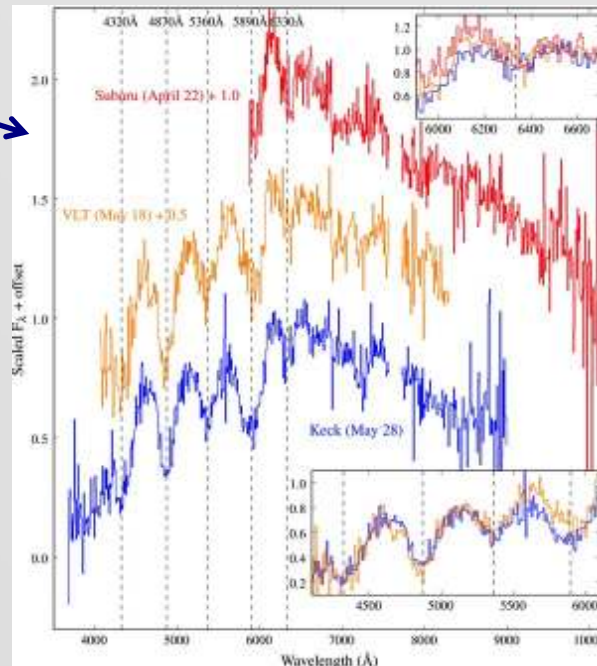 4320Å 4870Å 5360Å 5890Å 6330Å
Subaru (April 22) + 1.0
VLT (May 18) + 0.5
Keck (May 28)
Scaled Fλ + offset
2.0
1.5
1.0
0.5
0.0
4000 5000 6000 7000 8000 9000
Wavelength (Å)
1.2
1.0
0.8
0.6
6000 6200 6400
1.0
0.8
0.6
0.4
0.2
4500 5000 5500 6000